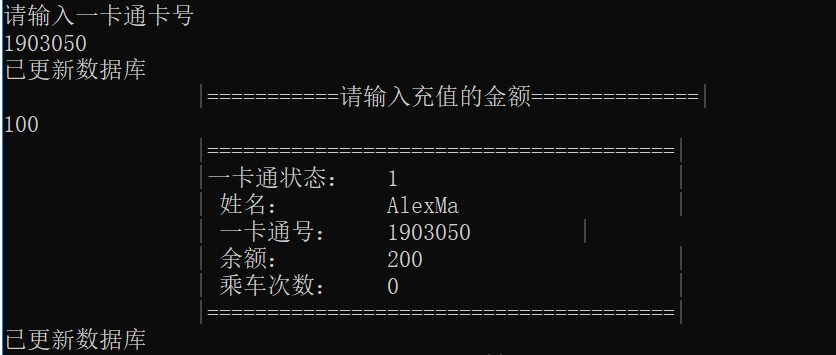 请输入一卡通卡号
1903050
已更新数据库
|===========请输入充值的金额==============|
100
|=======================================|
|一卡通状态:    1                       |
| 姓名:         AlexMa                  |
| 一卡通号:     1903050         |
| 余额:         200                     |
| 乘车次数:     0                       |
|=======================================|
已更新数据库